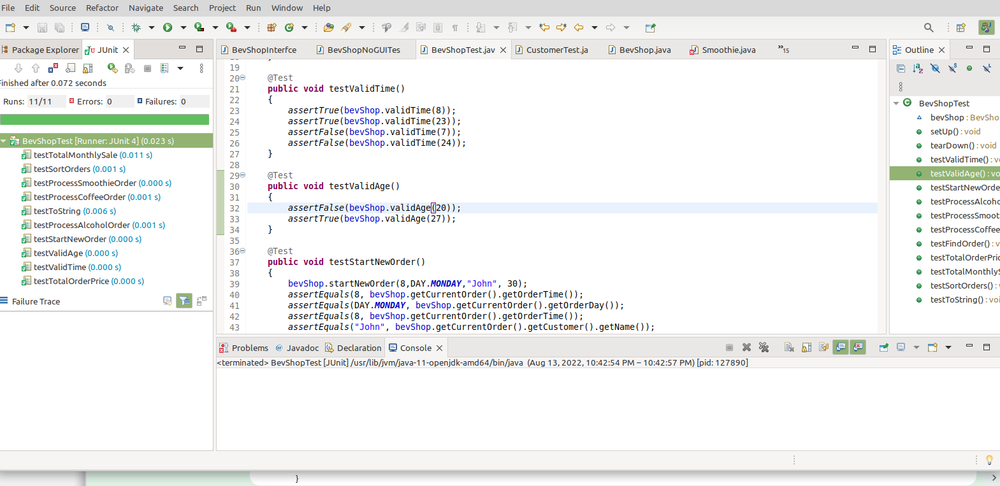 File Edit Source Refactor Navigate Search Project Run Window Help
Package Explorer JUnit
Finished after 0.072 seconds
Runs: 11/11 Errors: 0 Failures: 0
BevShopTest [Runner: JUnit 4] (0.023 s)
testTotalMonthlySale (0.011 s)
testSortOrders (0.001 s)
testProcessSmoothieOrder (0.000 s)
testProcessCoffeeOrder (0.001 s)
testToString (0.006 s)
testProcessAlcoholOrder (0.001 s)
testStartNewOrder (0.000 s)
testValidAge (0.000 s)
testValidTime (0.000 s)
testTotalOrderPrice (0.000 s)
Failure Trace
BevShopInterfce BevShopNoGUITes BevShopTest.jav CustomerTest.ja BevShop.java Smoothie.java »15
19
20 @Test
21 public void testValidTime()
22 {
23 assertTrue(bevShop.validTime(8));
24 assertTrue(bevShop.validTime(23));
25 assertFalse(bevShop.validTime(7));
26 assertFalse(bevShop.validTime(24));
27 }
28
29 @Test
30 public void testValidAge()
31 {
32 assertFalse(bevShop.validAge(20));
33 assertTrue(bevShop.validAge(27));
34 }
35
36 @Test
37 public void testStartNewOrder()
38 {
39 bevShop.startNewOrder(8,DAY.MONDAY,"John", 30);
40 assertEquals(8, bevShop.getCurrentOrder().getOrderTime());
41 assertEquals(DAY.MONDAY, bevShop.getCurrentOrder().getOrderDay());
42 assertEquals(8, bevShop.getCurrentOrder().getOrderTime());
43 assertEquals("John", bevShop.getCurrentOrder().getCustomer().getName());
Outline
BevShopTest
bevShop : BevSho
setUp() : void
tearDown() : void
testValidTime() : v
testValidAge() : vo
testStartNewOrde
testProcessAlcoho
testProcessSmoot
testProcessCoffee
testFindOrder() : v
testTotalOrderPric
testTotalMonthlyS
testSortOrders() : v
testToString() : voi
Problems Javadoc Declaration Console
<terminated> BevShopTest [JUnit] /usr/lib/jvm/java-11-openjdk-amd64/bin/java (Aug 13, 2022, 10:42:54 PM – 10:42:57 PM) [pid: 127890]
}